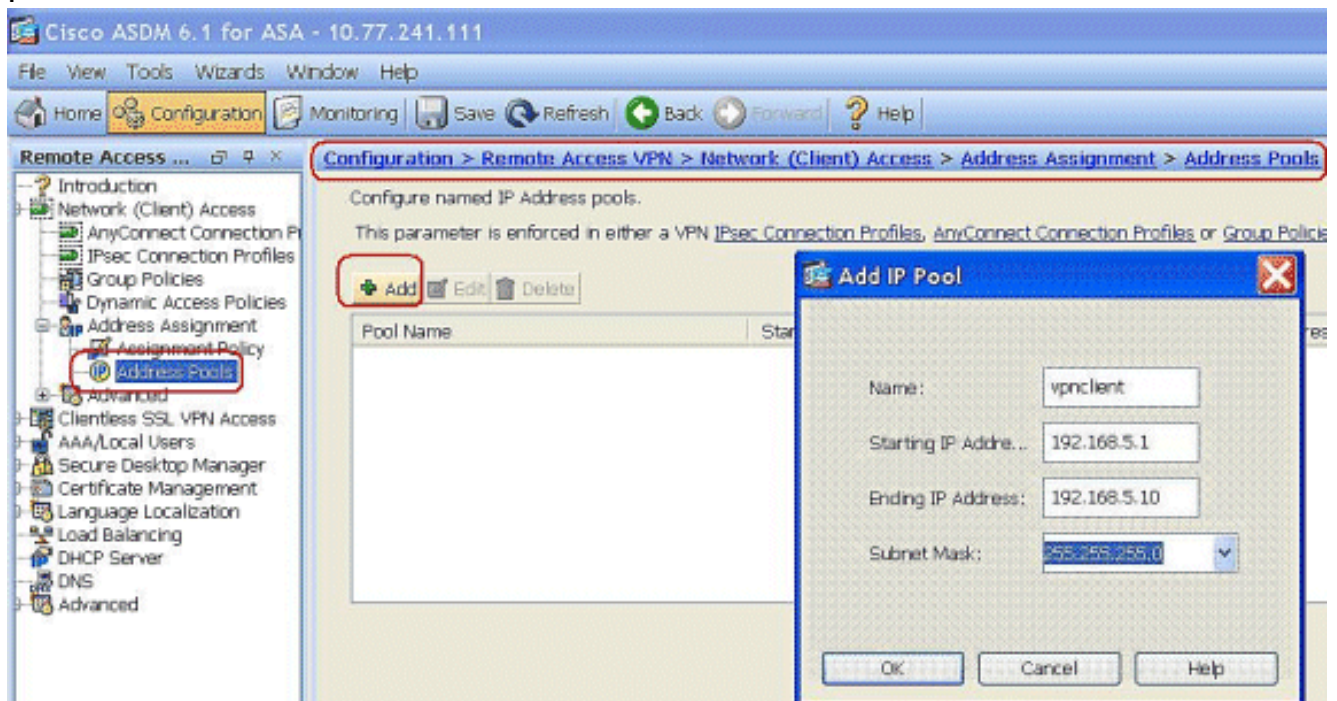 Cisco ASDM 6.1 for ASA - 10.77.241.111
File View Tools Wizards Window Help
Home Configuration Monitoring Save Refresh Back Forward Help
Remote Access ...
Configuration > Remote Access VPN > Network (Client) Access > Address Assignment > Address Pools
Introduction
Network (Client) Access
AnyConnect Connection P
IPsec Connection Profiles
Group Policies
Dynamic Access Policies
Address Assignment
Assignment Policy
Address Pools
Advanced
Clientless SSL VPN Access
AAA/Local Users
Secure Desktop Manager
Certificate Management
Language Localization
Load Balancing
DHCP Server
DNS
Advanced
Configure named IP Address pools.
This parameter is enforced in either a VPN IPsec Connection Profiles, AnyConnect Connection Profiles or Group Policie
Add Edit Delete
Pool Name Star
Add IP Pool
Name: vpnclient
Starting IP Addre... 192.168.5.1
Ending IP Address: 192.168.5.10
Subnet Mask: 255.255.255.0
OK Cancel Help